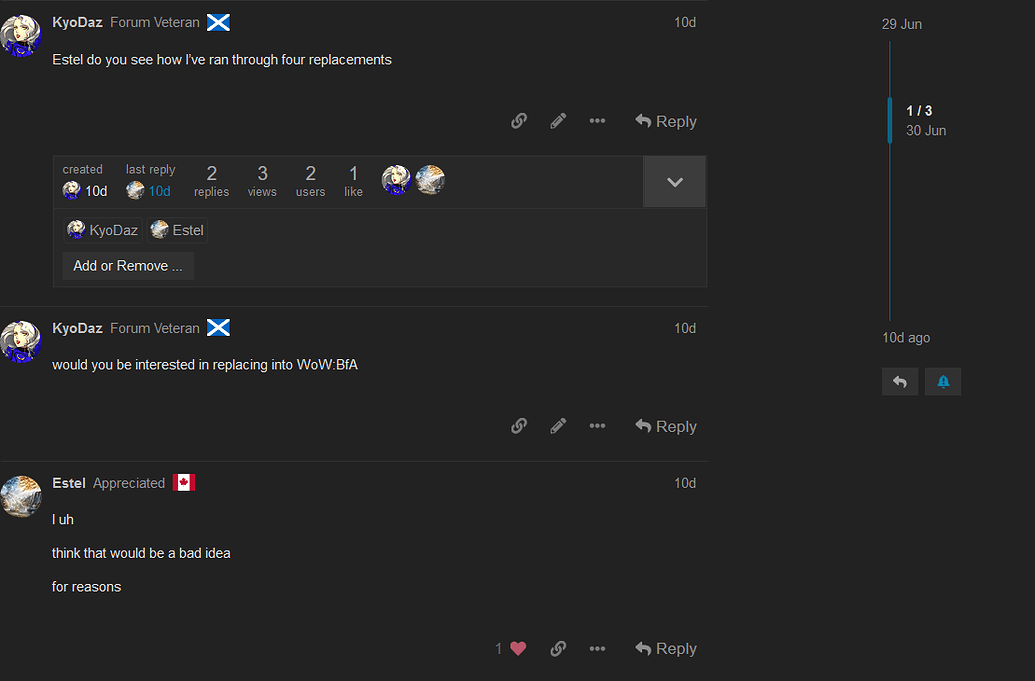 KyoDaz Forum Veteran 10d
Estel do you see how I've ran through four replacements
Reply
created last reply 2 3 2 1
10d 10d replies views users like
KyoDaz Estel
Add or Remove ...
KyoDaz Forum Veteran 10d
would you be interested in replacing into WoW:BfA
Reply
Estel Appreciated 10d
I uh
think that would be a bad idea
for reasons
1 Reply
29 Jun
1 / 3
30 Jun
10d ago